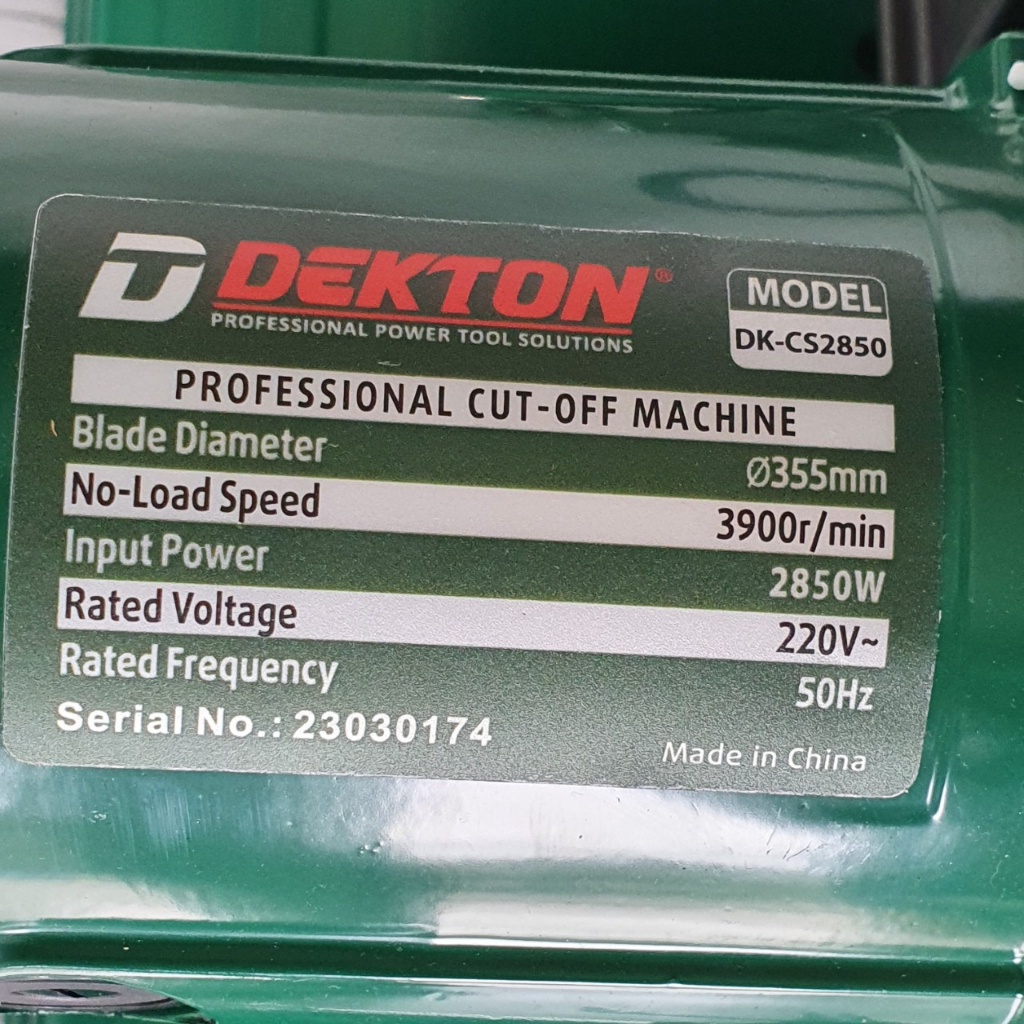 DEKTON®
PROFESSIONAL POWER TOOL SOLUTIONS
MODEL
DK-CS2850
PROFESSIONAL CUT-OFF MACHINE
Blade Diameter Ø355mm
No-Load Speed 3900r/min
Input Power 2850W
Rated Voltage 220V~
Rated Frequency 50Hz
Serial No.: 23030174
Made in China